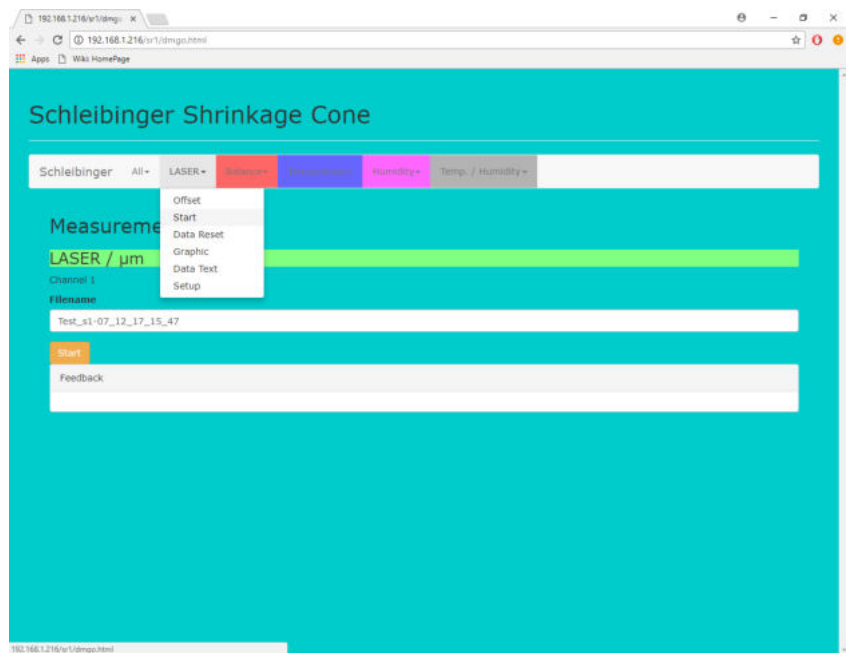 192.168.1.216/sr1/dmgo
192.168.1.216/sr1/dmgo.html
Apps Wiki HomePage
Schleibinger Shrinkage Cone
Schleibinger All LASER Balance Humidity Temp. / Humidity
Offset
Start
Data Reset
Graphic
Data Text
Setup
Measureme
LASER / µm
Channel 1
Filename
Test_s1-07_12_17_15_47
Start
Feedback
192.168.1.216/sr1/dmgo.html